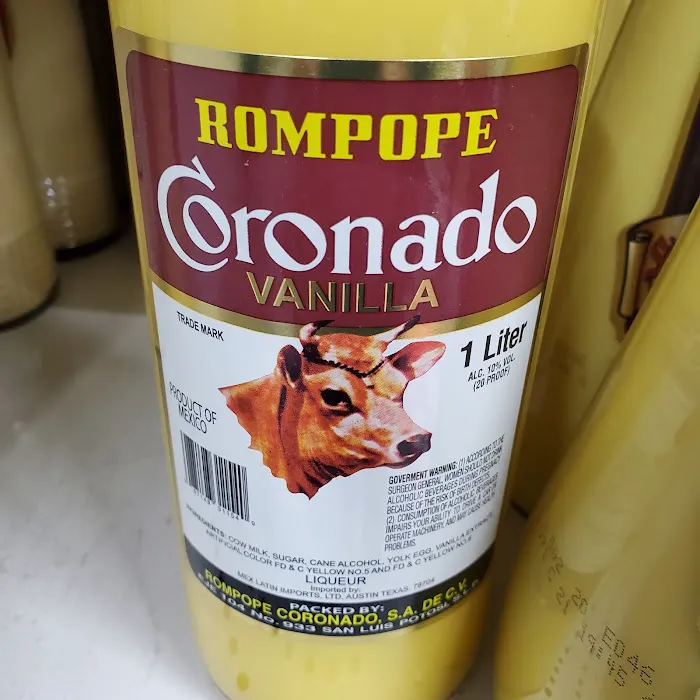 ROMPOPE
Coronado
VANILLA
TRADE MARK
1 Liter
ALC. 10% VOL.
(20 PROOF)
PRODUCT OF
MEXICO
GOVERMENT WARNING: (1) ACCORDING TO THE
SURGEON GENERAL, WOMEN SHOULD NOT DRINK
ALCOHOLIC BEVERAGES DURING PREGNANCY
BECAUSE OF THE RISK OF BIRTH DEFECTS.
(2) CONSUMPTION OF ALCOHOLIC BEVERAGES
IMPAIRS YOUR ABILITY TO DRIVE A CAR OR
OPERATE MACHINERY, AND MAY CAUSE HEALTH
PROBLEMS.
INGREDIENTS: COW MILK, SUGAR, CANE ALCOHOL, YOLK EGG, VANILLA EXTRACT,
ARTIFICIAL COLOR FD & C YELLOW NO.5 AND FD & C YELLOW NO.6
LIQUEUR
Imported by:
MEX LATIN IMPORTS, LTD, AUSTIN TEXAS. 78704
PACKED BY:
ROMPOPE CORONADO, S.A. DE C.V.
EJE 104 NO. 933 SAN LUIS POTOSI, S.L.P.